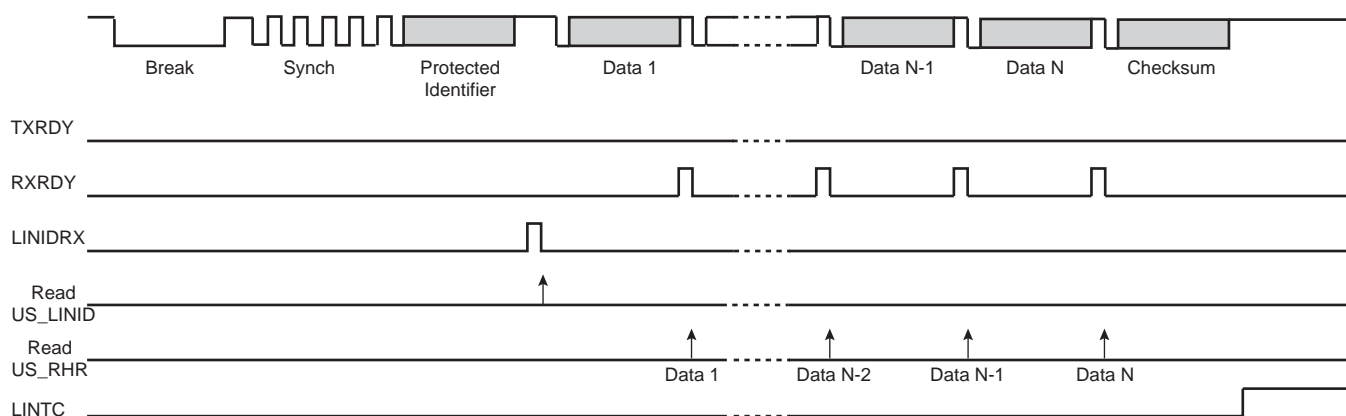 Break
Synch
Protected
Identifier
Data 1
Data N-1
Data N
Checksum
TXRDY
RXRDY
LINIDRX
Read
US_LINID
Read
US_RHR
Data 1
Data N-2
Data N-1
Data N
LINTC